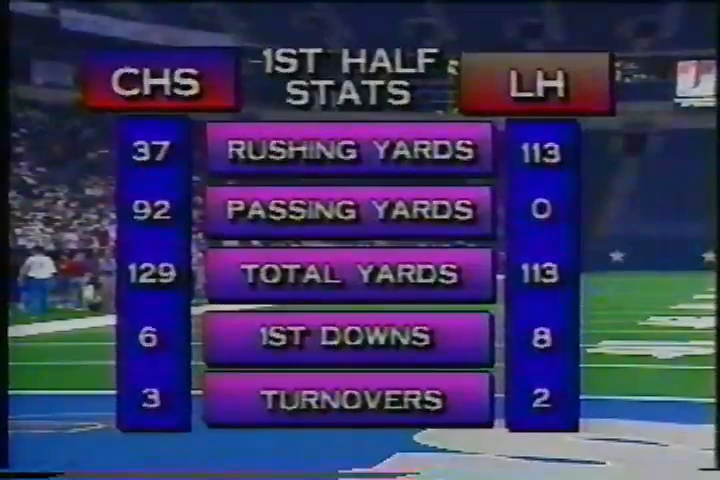 CHS 1ST HALF STATS LH
37 RUSHING YARDS 113
92 PASSING YARDS 0
129 TOTAL YARDS 113
6 1ST DOWNS 8
3 TURNOVERS 2